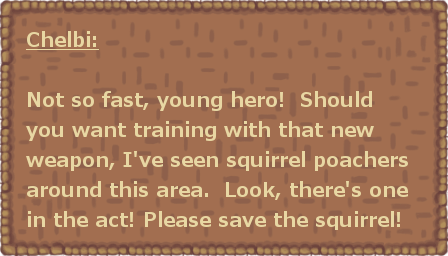 Chelbi:
Not so fast, young hero!  Should
you want training with that new
weapon, I've seen squirrel poachers
around this area.  Look, there's one
in the act! Please save the squirrel!